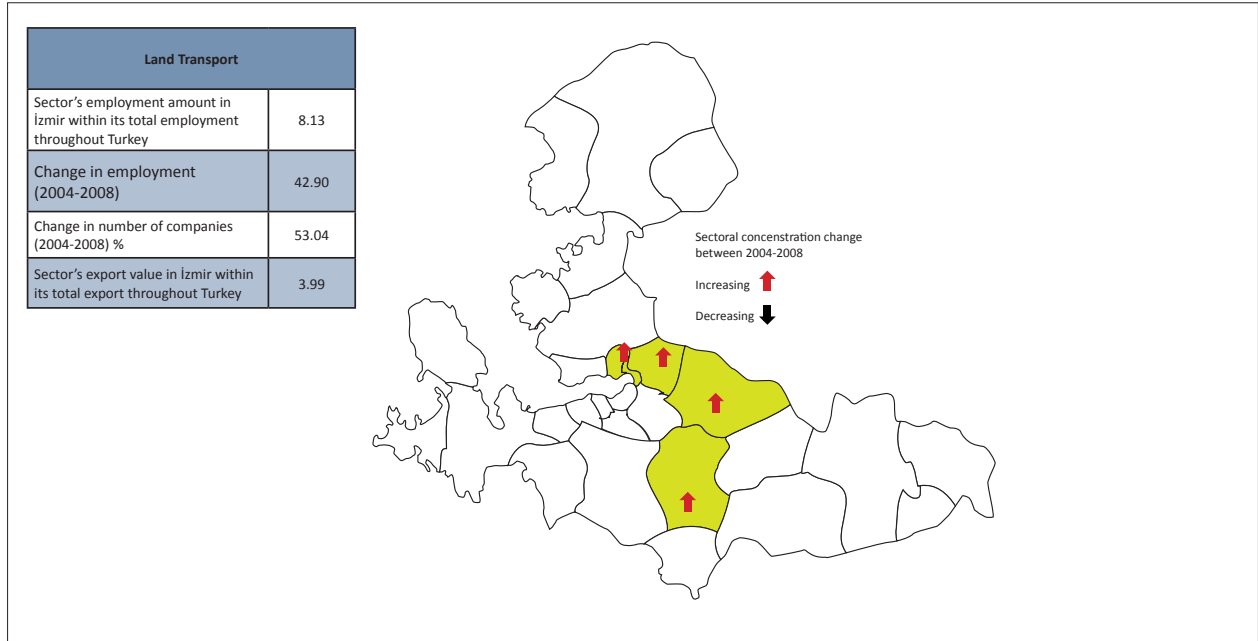 Land Transport
Sector's employment amount in
İzmir within its total employment
throughout Turkey
8.13
Change in employment
(2004-2008)
42.90
Change in number of companies
(2004-2008) %
53.04
Sector's export value in İzmir within
its total export throughout Turkey
3.99
Sectoral concenstration change
between 2004-2008
Increasing
Decreasing